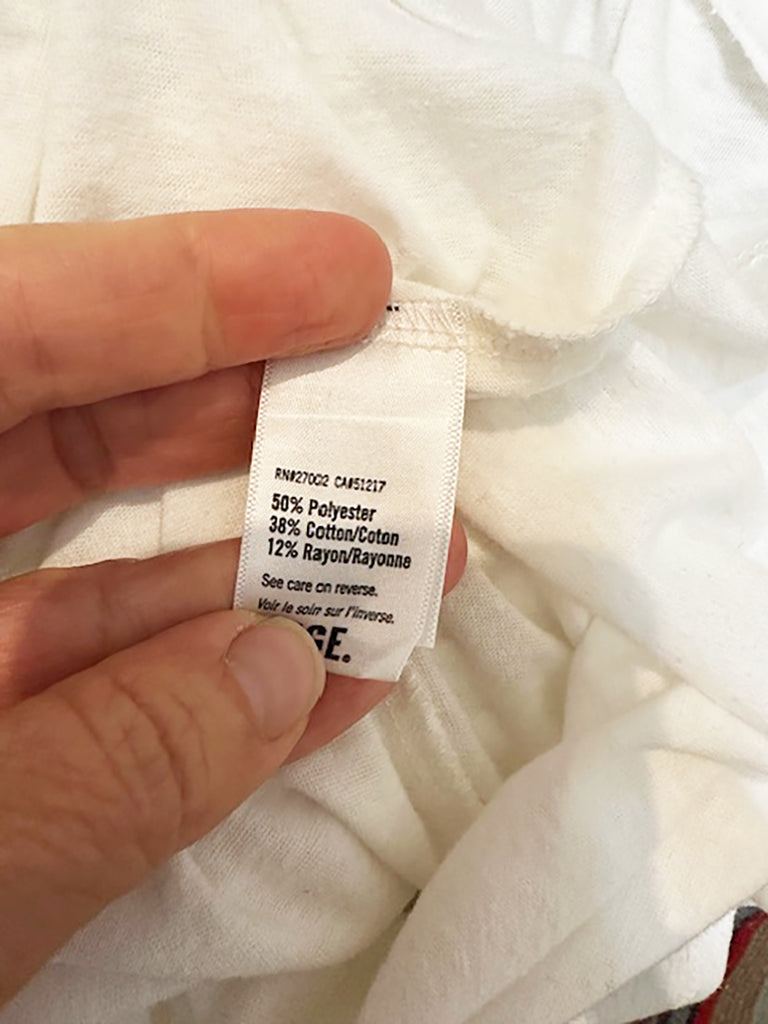 RN#27002 CA#51217
50% Polyester
38% Cotton/Coton
12% Rayon/Rayonne
See care on reverse.
Voir le soin sur l'inverse.
GE.